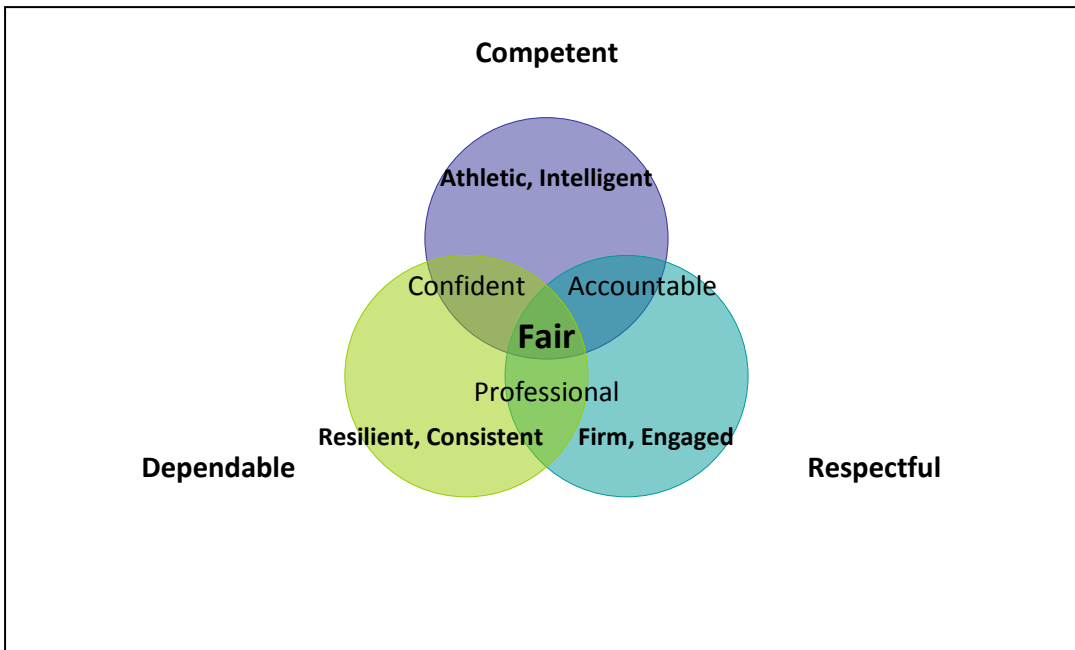 Competent
Athletic, Intelligent
Confident
Accountable
Fair
Professional
Resilient, Consistent
Firm, Engaged
Dependable
Respectful